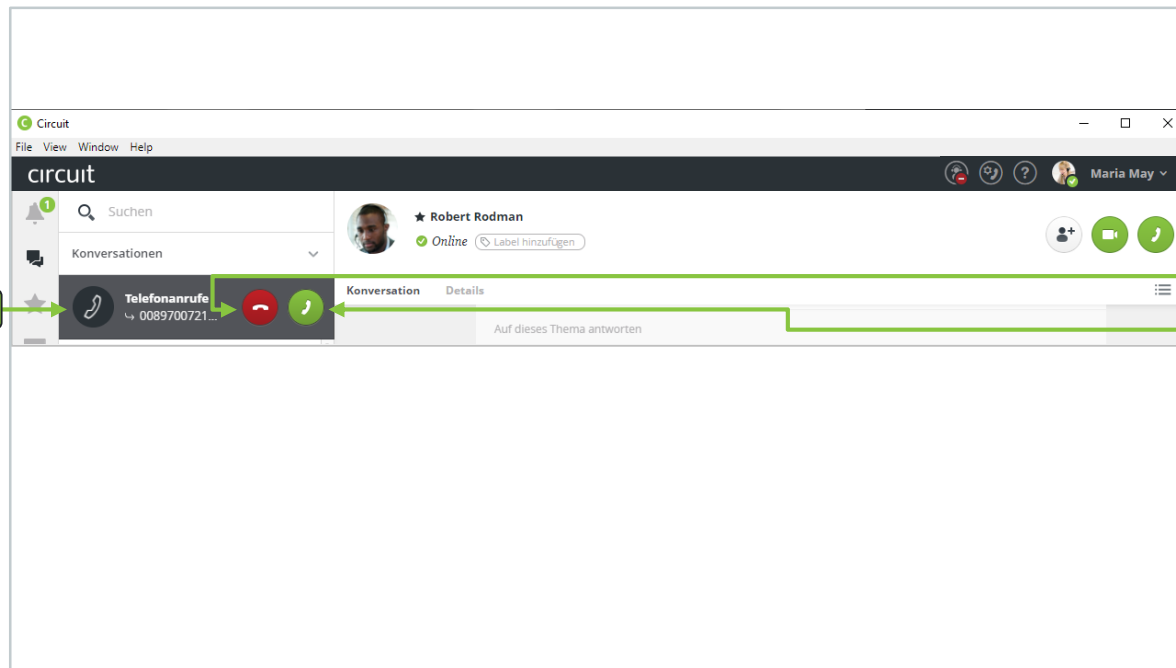 Circuit
File View Window Help
circuit
?
Maria May
1
Suchen
Robert Rodman
Online
Label hinzufügen
Konversationen
Telefonanrufe
0089700721...
Konversation Details
Auf dieses Thema antworten